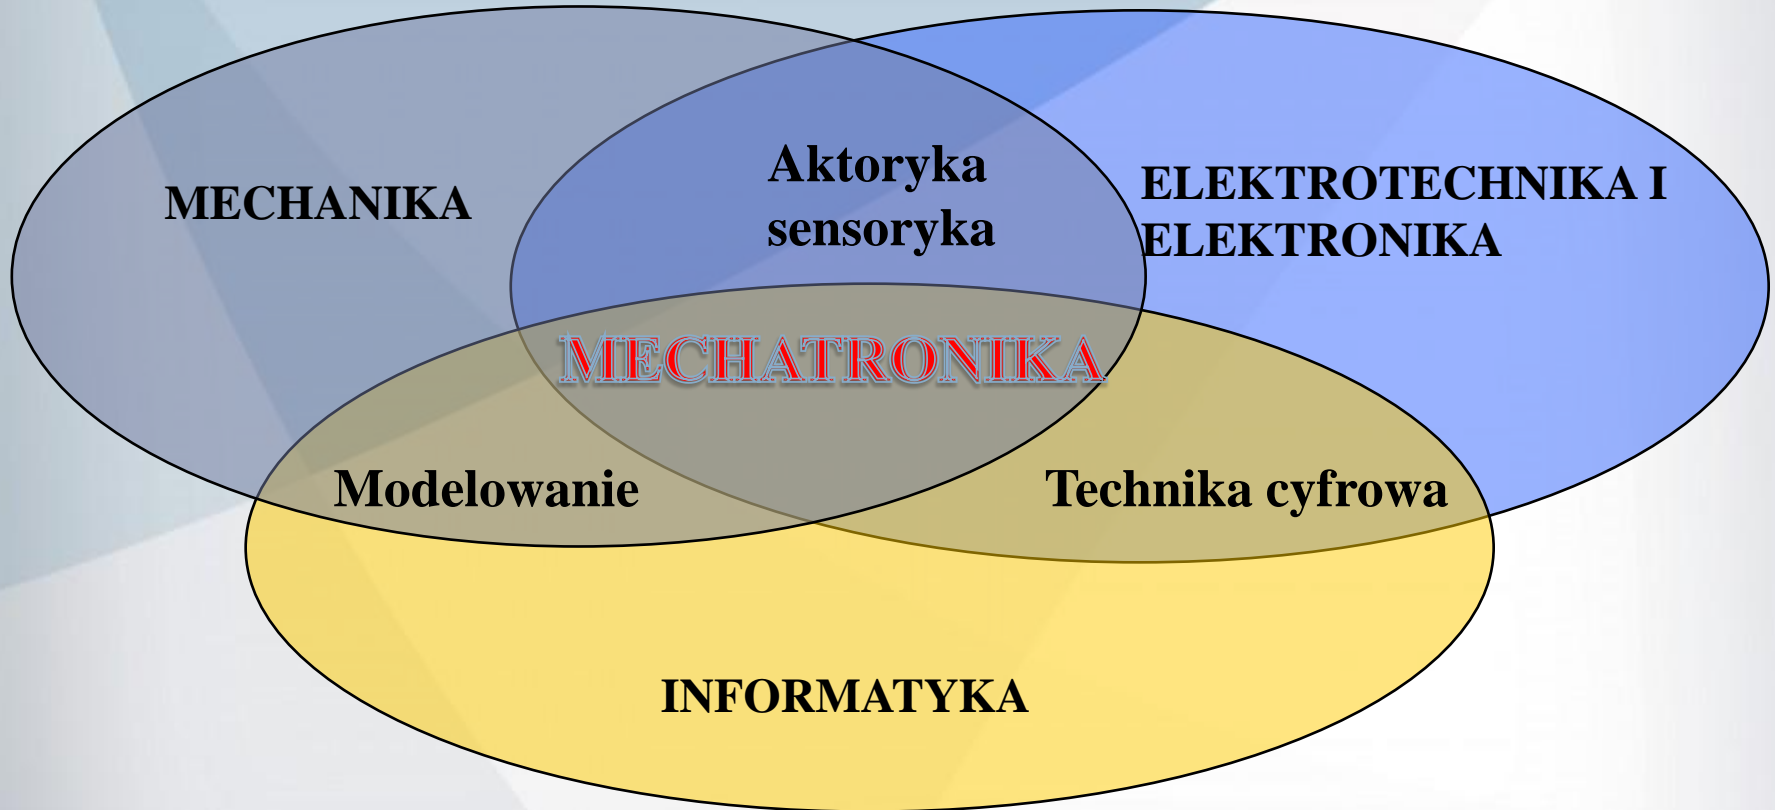 MECHANIKA
Aktoryka
sensoryka
ELEKTROTECHNIKA I
ELEKTRONIKA
MECHATRONIKA
Modelowanie
Technika cyfrowa
INFORMATYKA